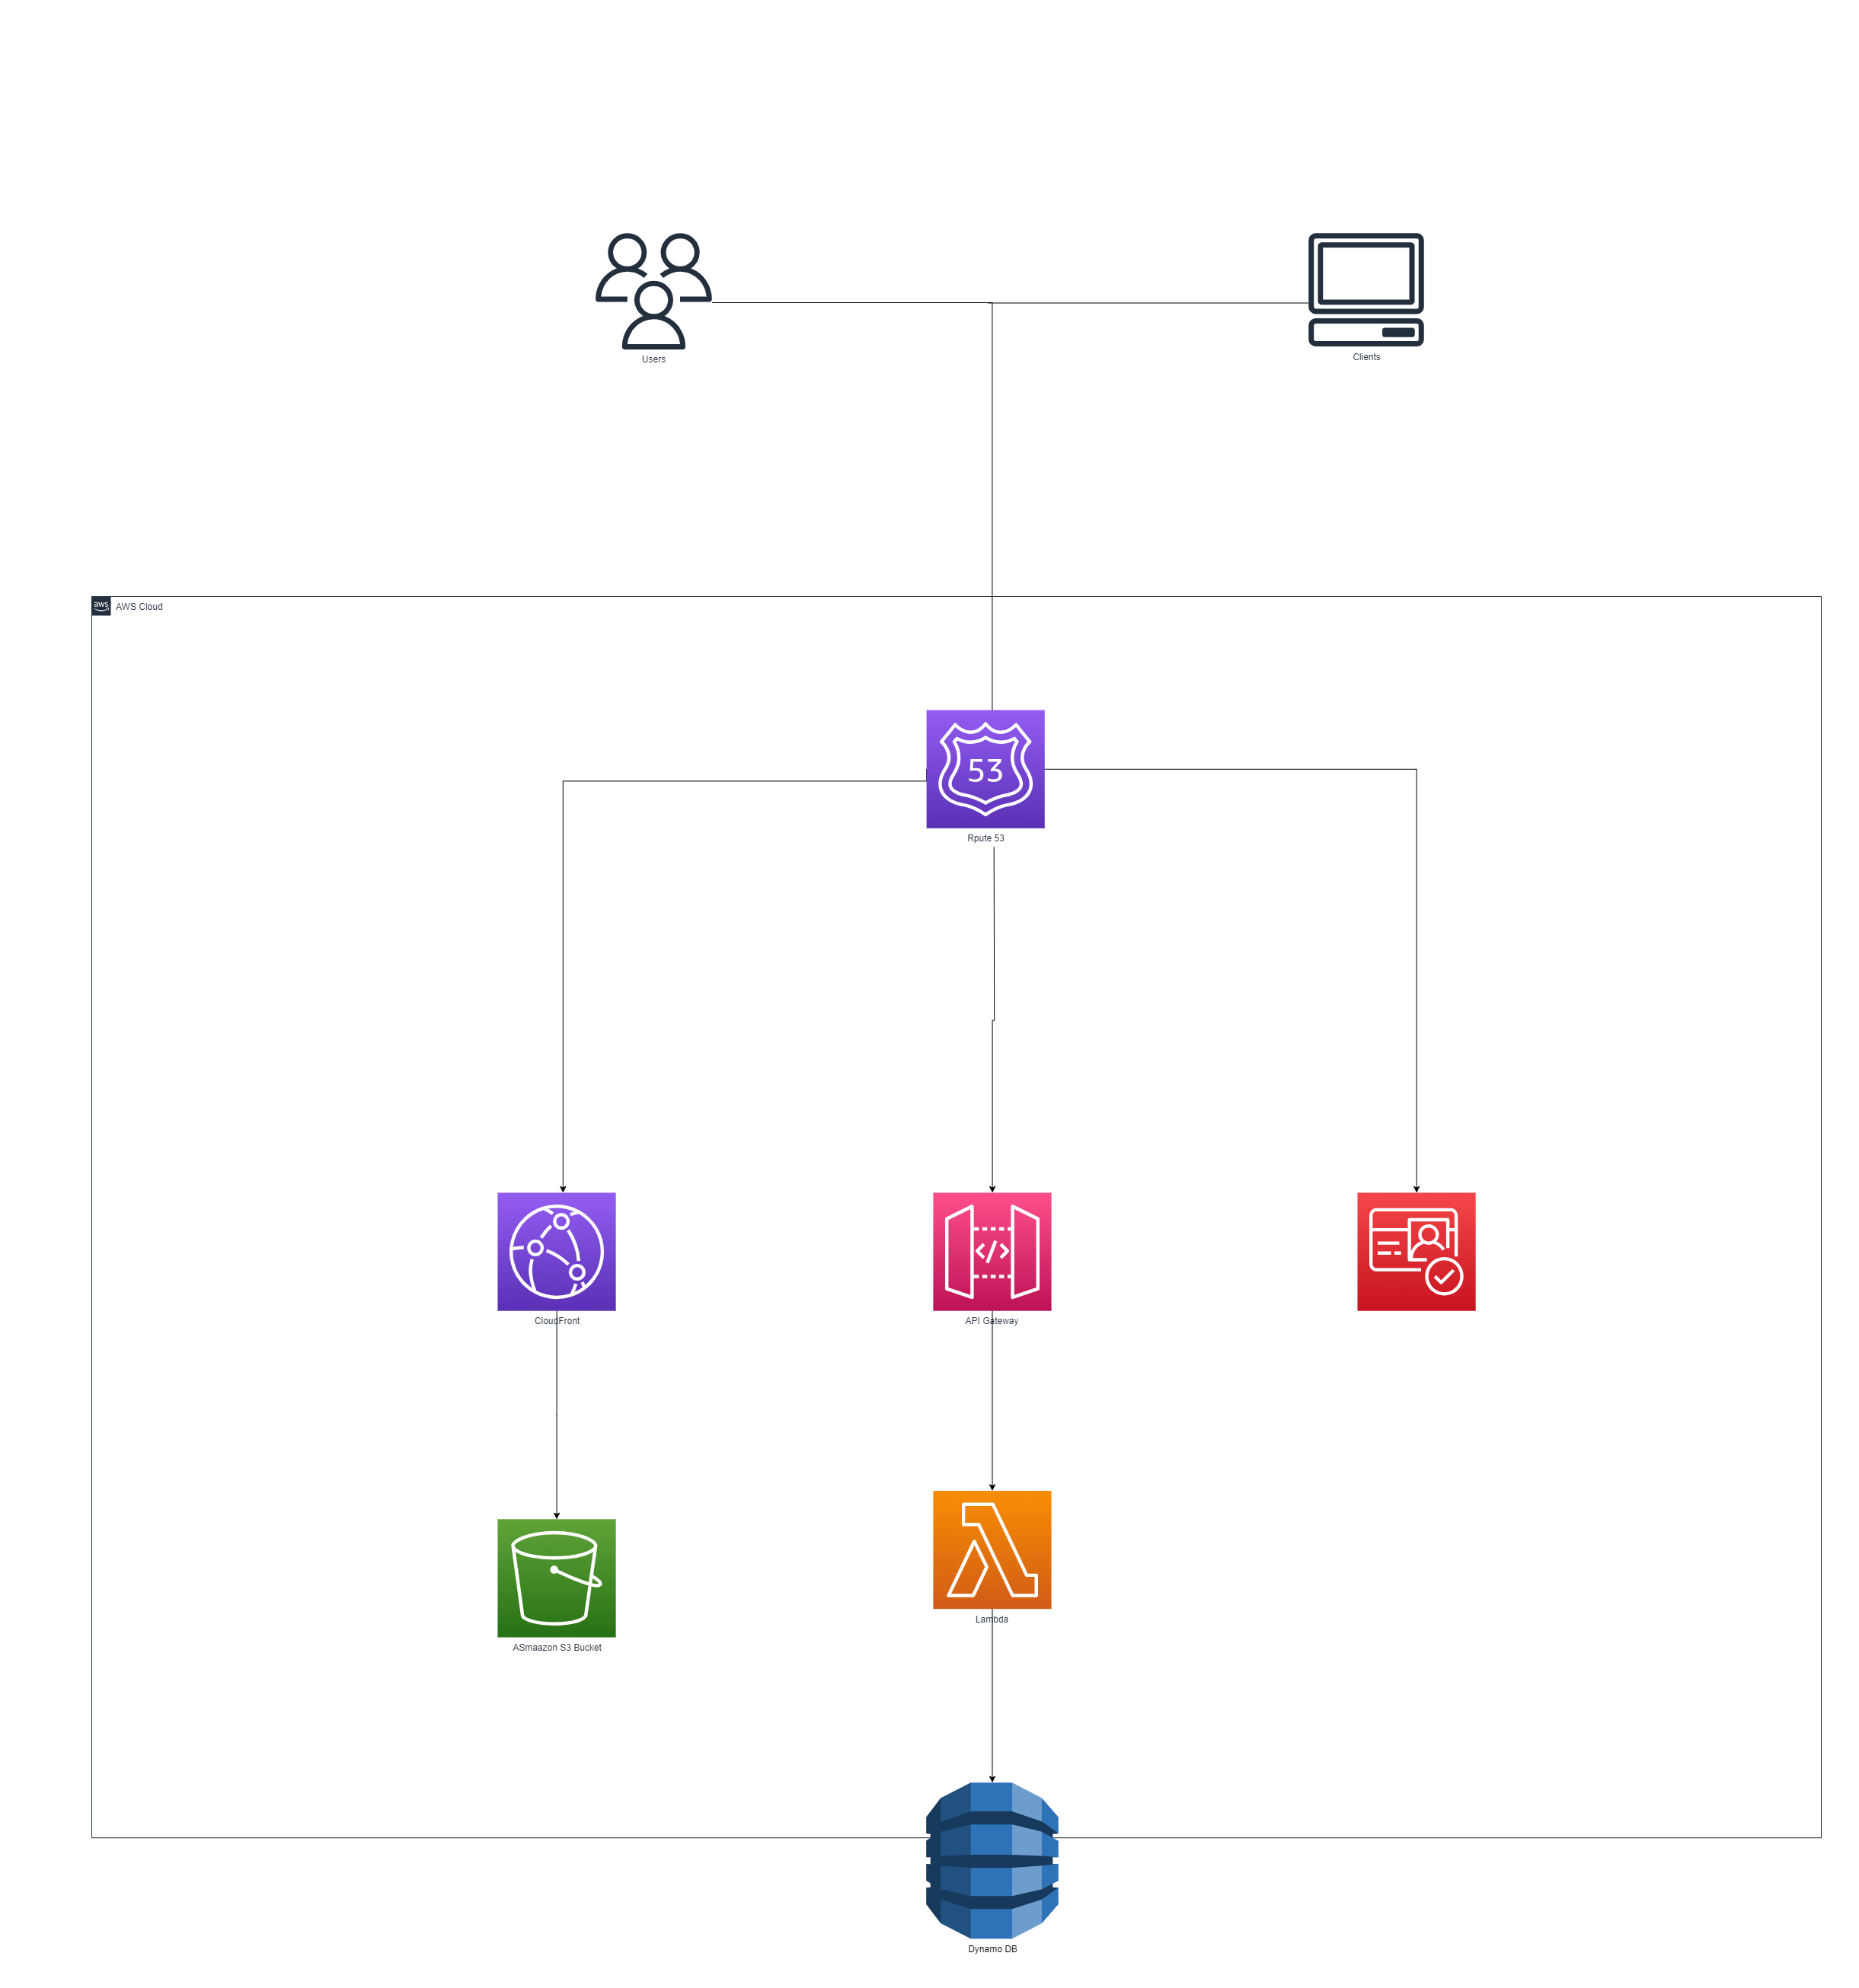 Users
Clients
aws
AWS Cloud
53
Rpute 53
CloudFront
API Gateway
</>
Lambda
ASmaazon S3 Bucket
Dynamo DB